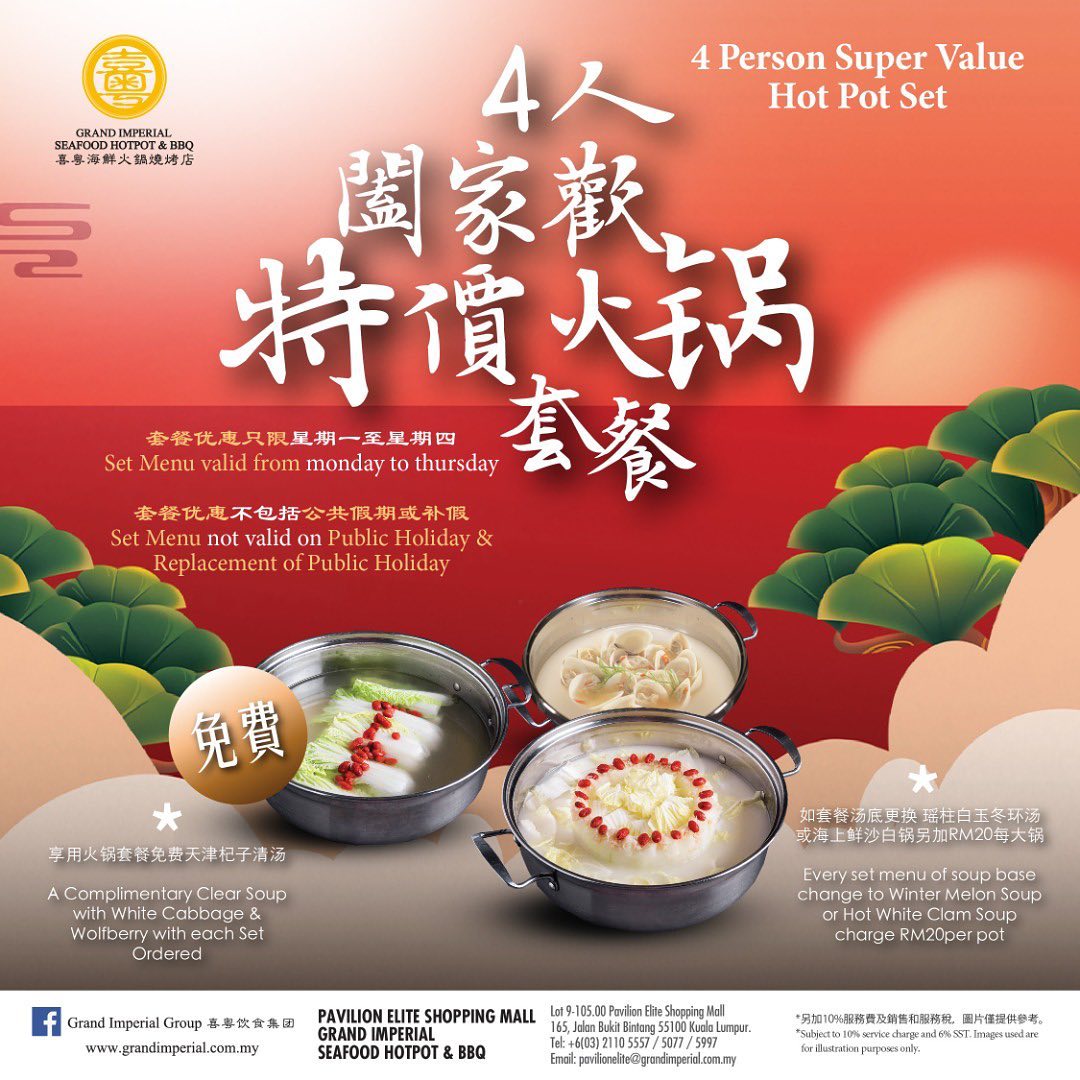 粵
GRAND IMPERIAL
SEAFOOD HOTPOT & BBQ
喜粤海鮮火鍋燒烤店
4 Person Super Value
Hot Pot Set
4人
闔家歡
特價火锅
套餐
套餐优惠只限星期一至星期四
Set Menu valid from monday to thursday
套餐优惠不包括公共假期或补假
Set Menu not valid on Public Holiday &
Replacement of Public Holiday
免費
*
享用火锅套餐免费天津杞子清汤
A Complimentary Clear Soup
with White Cabbage &
Wolfberry with each Set
Ordered
*
如套餐汤底更换 瑶柱白玉冬环汤
或海上鲜沙白锅另加RM20每大锅
Every set menu of soup base
change to Winter Melon Soup
or Hot White Clam Soup
charge RM20per pot
f Grand Imperial Group 喜粤饮食集团
www.grandimperial.com.my
PAVILION ELITE SHOPPING MALL
GRAND IMPERIAL
SEAFOOD HOTPOT & BBQ
Lot 9-105.00 Pavilion Elite Shopping Mall
165, Jalan Bukit Bintang 55100 Kuala Lumpur.
Tel: +6(03) 2110 5557 / 5077 / 5997
Email: pavilionelite@grandimperial.com.my
*另加10%服務費及銷售和服務稅，圖片僅提供參考。
*Subject to 10% service charge and 6% SST. Images used are
for illustration purposes only.